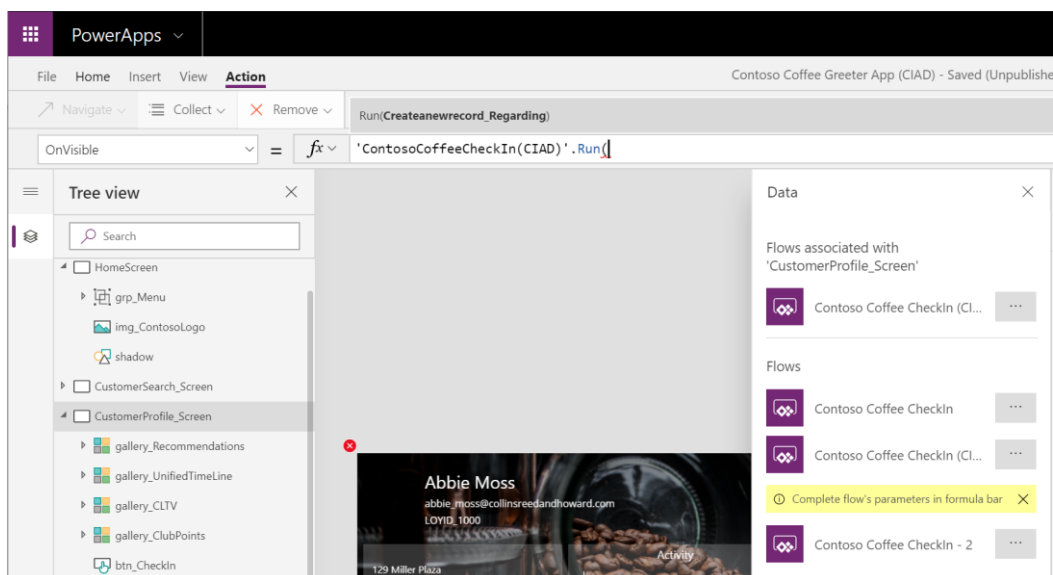 PowerApps
File Home Insert View Action
Contoso Coffee Greeter App (CIAD) - Saved (Unpublishe
Navigate Collect Remove
Run(Createanewrecord_Regarding)
OnVisible = fx 'ContosoCoffeeCheckIn(CIAD)'.Run(
Tree view
Search
HomeScreen
grp_Menu
img_ContosoLogo
shadow
CustomerSearch_Screen
CustomerProfile_Screen
gallery_Recommendations
gallery_UnifiedTimeLine
gallery_CLTV
gallery_ClubPoints
btn_CheckIn
Abbie Moss
abbie_moss@collinsreedandhoward.com
LOYID_1000
Activity
129 Miller Plaza
Data
Flows associated with
'CustomerProfile_Screen'
Contoso Coffee CheckIn (CI...
Flows
Contoso Coffee CheckIn
Contoso Coffee CheckIn (CI...
Complete flow's parameters in formula bar
Contoso Coffee CheckIn - 2